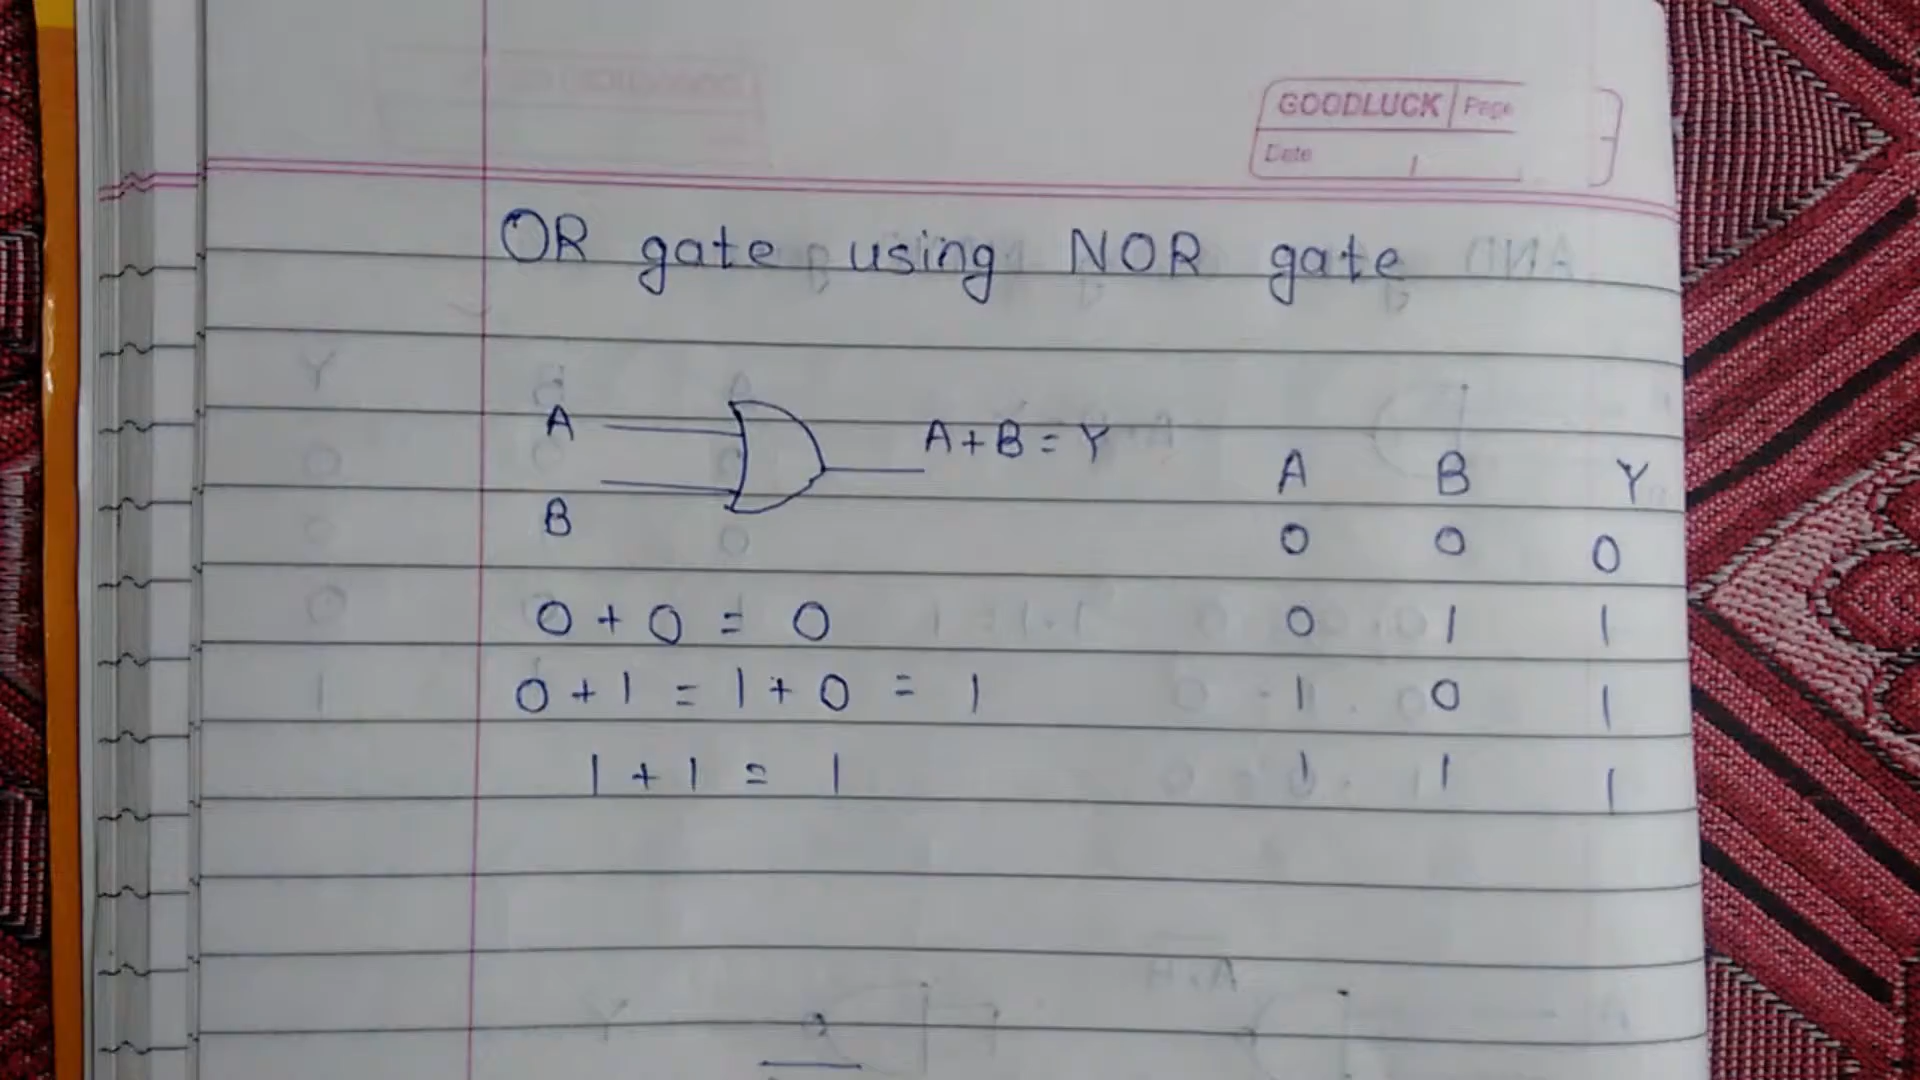 GOODLUCK Page
Date
OR gate using NOR gate
A
B
A+B=Y
A B Y
0 0 0
0 1 1
1 0 1
1 1 1
0 + 0 = 0
0 + 1 = 1 + 0 = 1
1 + 1 = 1